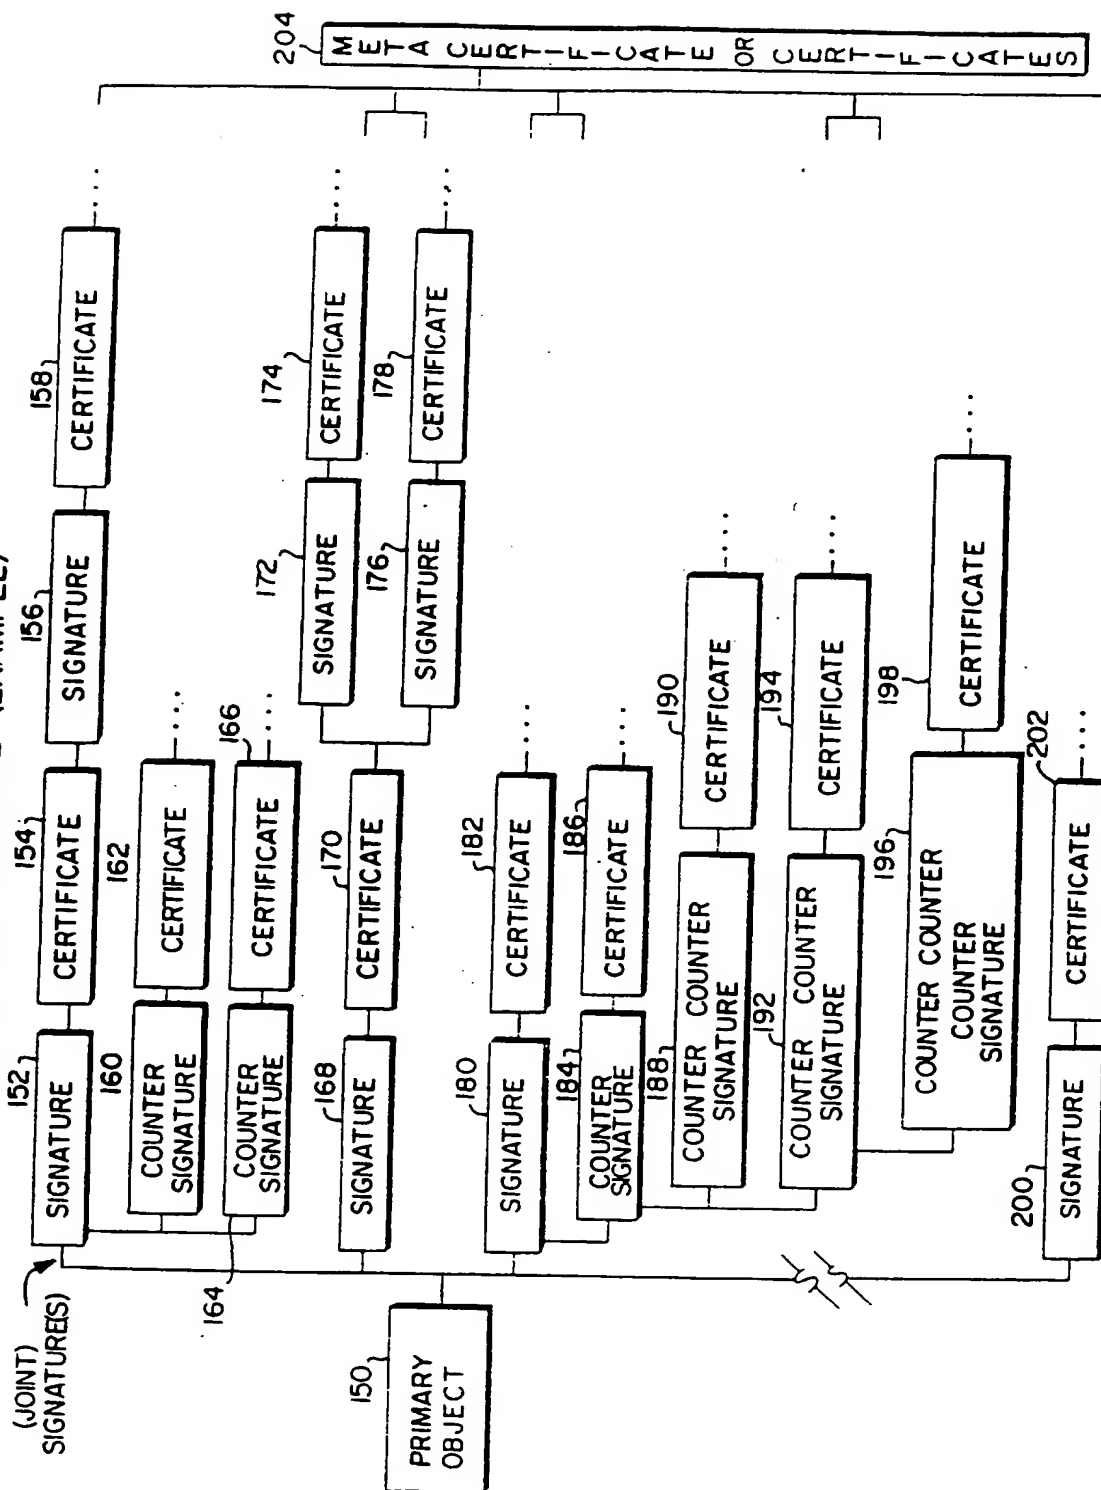 (JOINT)
SIGNATURE(S)
150
PRIMARY
OBJECT
152
SIGNATURE
154
CERTIFICATE
156
SIGNATURE
158
CERTIFICATE
....
160
COUNTER
SIGNATURE
162
CERTIFICATE
....
164
COUNTER
SIGNATURE
166
CERTIFICATE
....
168
SIGNATURE
170
CERTIFICATE
172
SIGNATURE
174
CERTIFICATE
....
176
SIGNATURE
178
CERTIFICATE
....
180
SIGNATURE
182
CERTIFICATE
....
184
COUNTER
SIGNATURE
186
CERTIFICATE
....
188
COUNTER COUNTER
SIGNATURE
190
CERTIFICATE
....
192
COUNTER COUNTER
SIGNATURE
194
CERTIFICATE
....
196
COUNTER COUNTER
COUNTER
SIGNATURE
198
CERTIFICATE
....
200
SIGNATURE
202
CERTIFICATE
....
204
META CERTIFICATE OR CERTIFICATES